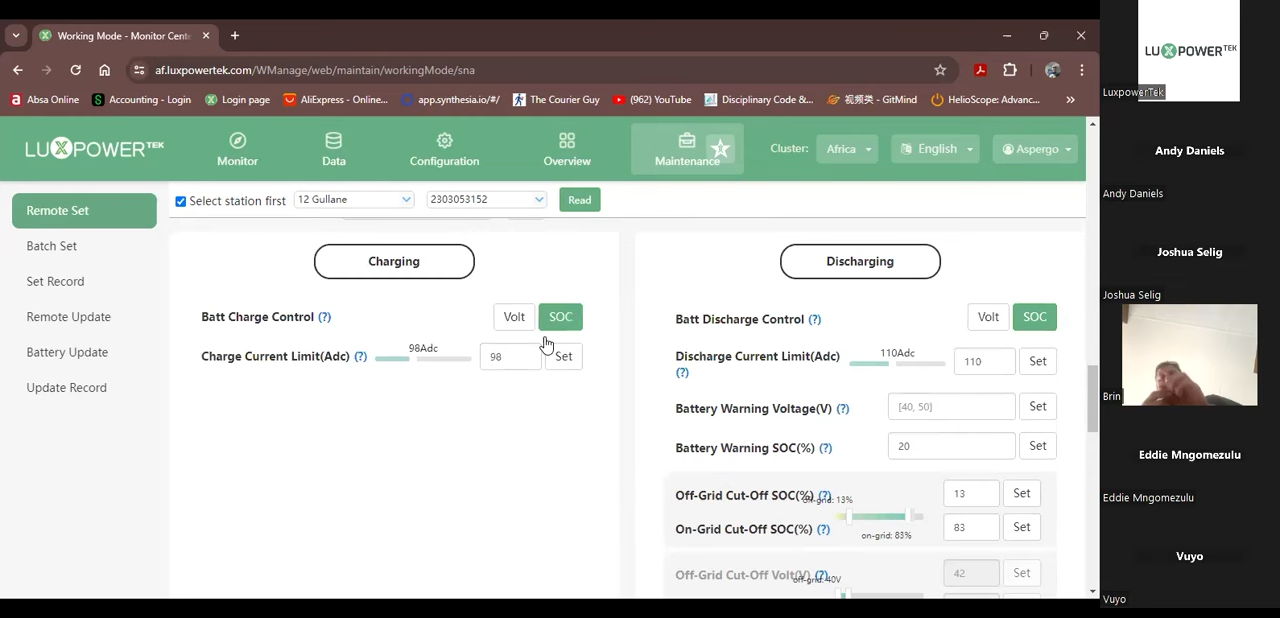 Working Mode - Monitor Cente
af.luxpowertek.com/WManage/web/maintain/workingMode/sna
Absa Online
Accounting - Login
Login page
AliExpress - Online...
app.synthesia.io/#/
The Courier Guy
(962) YouTube
Disciplinary Code &...
视频类 - GitMind
HelioScope: Advanc...
LUXPOWERTEK
Monitor
Data
Configuration
Overview
Maintenance
Cluster:
Africa
English
Aspergo
Remote Set
Batch Set
Set Record
Remote Update
Battery Update
Update Record
Select station first
12 Gullane
2303053152
Read
Charging
Batt Charge Control (?)
Volt
SOC
Charge Current Limit(Adc) (?)
98Adc
98
Set
Discharging
Batt Discharge Control (?)
Volt
SOC
Discharge Current Limit(Adc)
(?)
110Adc
110
Set
Battery Warning Voltage(V) (?)
[40, 50]
Set
Battery Warning SOC(%) (?)
20
Set
Off-Grid Cut-Off SOC(%) (?)
off-grid: 13%
13
Set
On-Grid Cut-Off SOC(%) (?)
on-grid: 83%
83
Set
Off-Grid Cut-Off Volt(V) (?)
off-grid: 40V
42
Set
LUXPOWERTEK
LuxpowerTek
Andy Daniels
Andy Daniels
Joshua Selig
Joshua Selig
Brin
Eddie Mngomezulu
Eddie Mngomezulu
Vuyo
Vuyo